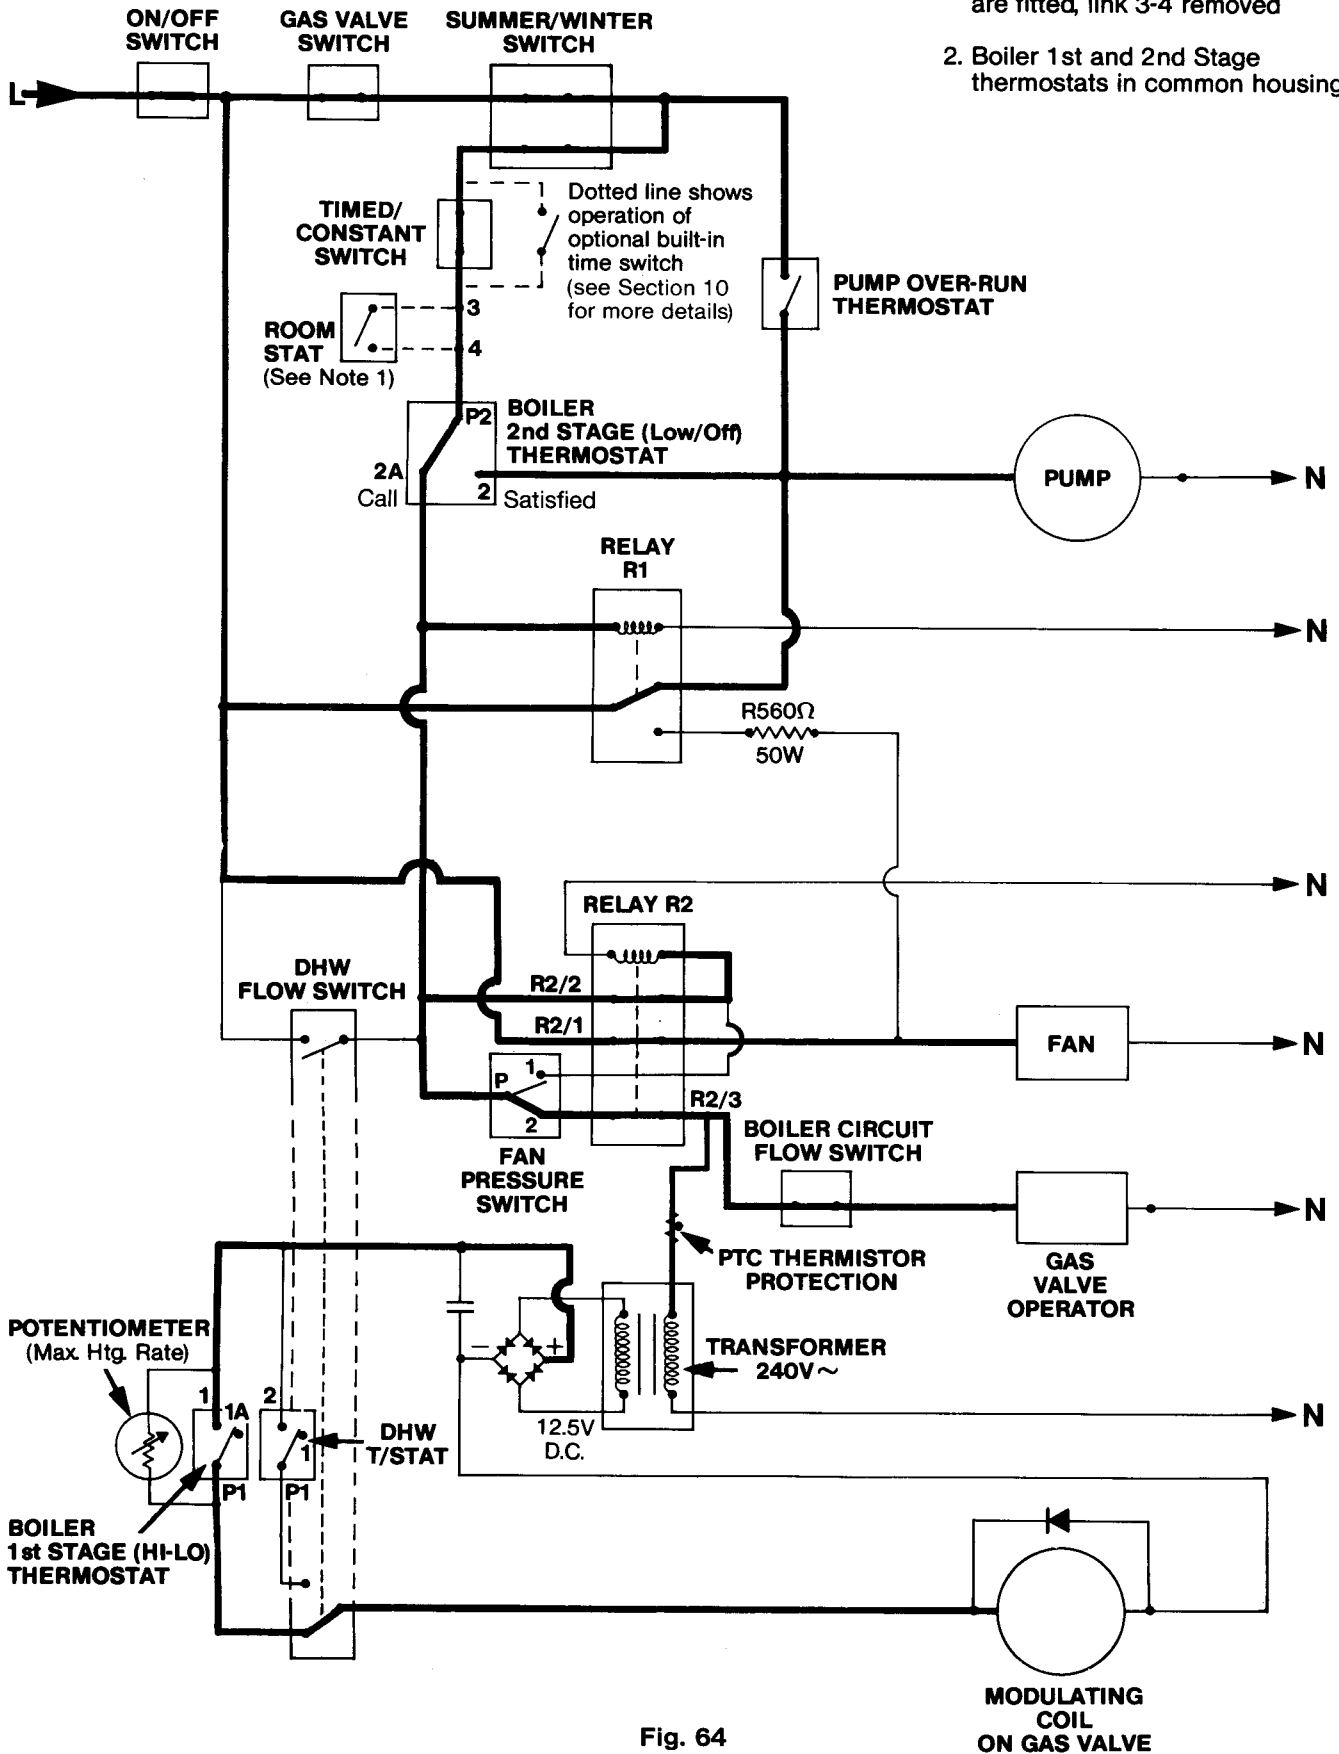 are fitted, link 3-4 removed
2. Boiler 1st and 2nd Stage
thermostats in common housing
ON/OFF
SWITCH
GAS VALVE
SWITCH
SUMMER/WINTER
SWITCH
L
TIMED/
CONSTANT
SWITCH
Dotted line shows
operation of
optional built-in
time switch
(see Section 10
for more details)
PUMP OVER-RUN
THERMOSTAT
ROOM
STAT
(See Note 1)
3
4
P2
BOILER
2nd STAGE (Low/Off)
THERMOSTAT
2A
Call
2
Satisfied
PUMP
N
RELAY
R1
N
R560Ω
50W
N
RELAY R2
DHW
FLOW SWITCH
R2/2
R2/1
FAN
N
P
1
2
R2/3
FAN
PRESSURE
SWITCH
BOILER CIRCUIT
FLOW SWITCH
N
GAS
VALVE
OPERATOR
PTC THERMISTOR
PROTECTION
POTENTIOMETER
(Max. Htg. Rate)
− +
TRANSFORMER
240V~
12.5V
D.C.
N
1
1A
2
1
DHW
T/STAT
P1
P1
BOILER
1st STAGE (HI-LO)
THERMOSTAT
MODULATING
COIL
ON GAS VALVE
Fig. 64